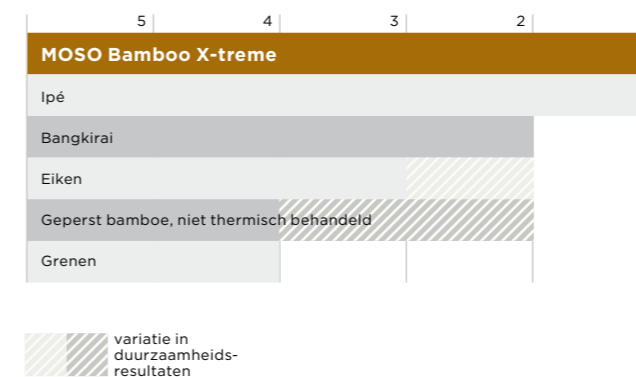 5 4 3 2
MOSO Bamboo X-treme
Ipé
Bangkirai
Eiken
Geperst bamboe, niet thermisch behandeld
Grenen
variatie in
duurzaamheids-
resultaten